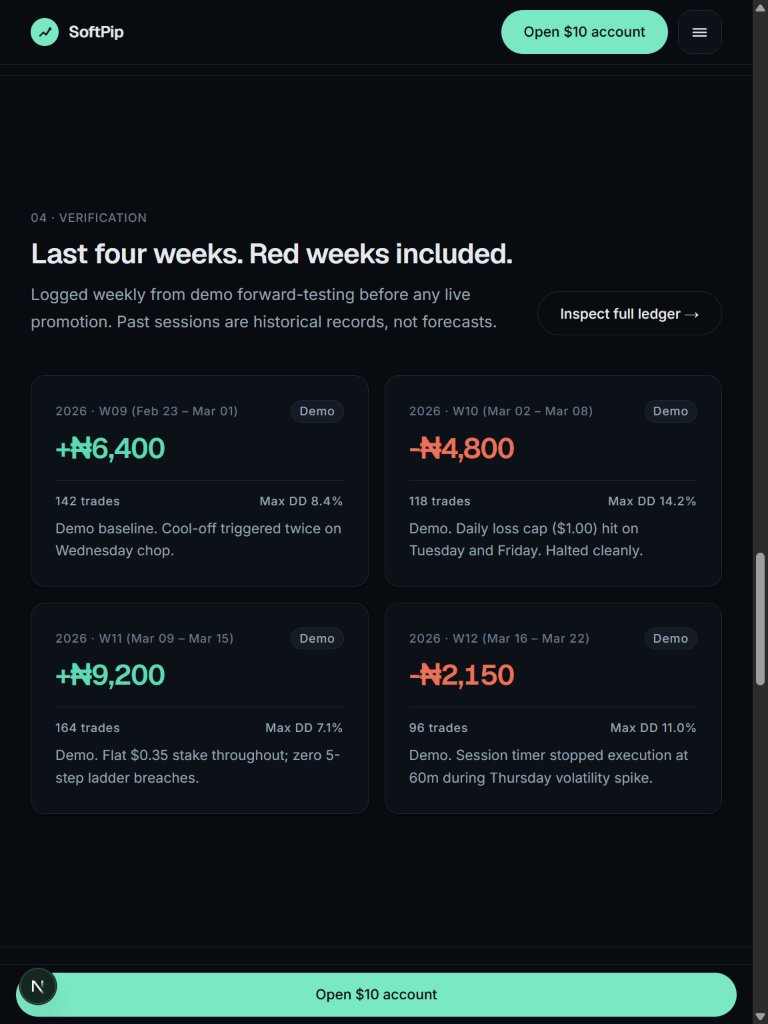 SoftPip
Open $10 account
04 · VERIFICATION
Last four weeks. Red weeks included.
Logged weekly from demo forward-testing before any live
promotion. Past sessions are historical records, not forecasts.
Inspect full ledger →
2026 · W09 (Feb 23 – Mar 01)
Demo
+₦6,400
142 trades
Max DD 8.4%
Demo baseline. Cool-off triggered twice on
Wednesday chop.
2026 · W10 (Mar 02 – Mar 08)
Demo
-₦4,800
118 trades
Max DD 14.2%
Demo. Daily loss cap ($1.00) hit on
Tuesday and Friday. Halted cleanly.
2026 · W11 (Mar 09 – Mar 15)
Demo
+₦9,200
164 trades
Max DD 7.1%
Demo. Flat $0.35 stake throughout; zero 5-
step ladder breaches.
2026 · W12 (Mar 16 – Mar 22)
Demo
-₦2,150
96 trades
Max DD 11.0%
Demo. Session timer stopped execution at
60m during Thursday volatility spike.
N
Open $10 account